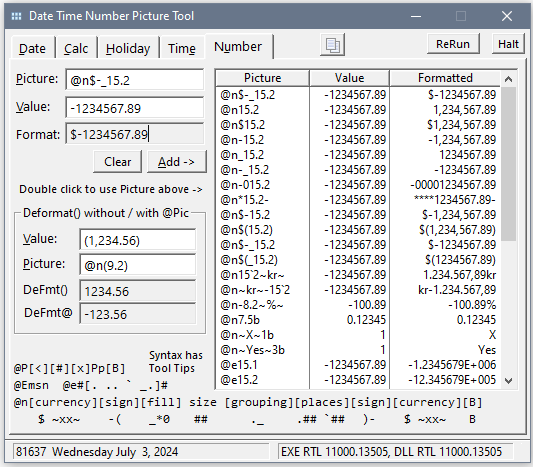 Date Time Number Picture Tool
Date Calc Holiday Time Number ReRun Halt
Picture: @n$-_15.2
Value: -1234567.89
Format: $-1234567.89
Clear Add ->
Double click to use Picture above ->
Deformat() without / with @Pic
Value: (1,234.56)
Picture: @n(9.2)
DeFmt() 1234.56
DeFmt@ -123.56
Picture Value Formatted
@n$-_15.2 -1234567.89 $-1234567.89
@n15.2 -1234567.89 1,234,567.89
@n$15.2 -1234567.89 $1,234,567.89
@n-15.2 -1234567.89 -1,234,567.89
@n_15.2 -1234567.89 1234567.89
@n-_15.2 -1234567.89 -1234567.89
@n-015.2 -1234567.89 -00001234567.89
@n*15.2- -1234567.89 ****1234567.89-
@n$-15.2 -1234567.89 $-1,234,567.89
@n$(15.2) -1234567.89 $(1,234,567.89)
@n$-_15.2 -1234567.89 $-1234567.89
@n$(_15.2) -1234567.89 $(1234567.89)
@n15`2~kr~ -1234567.89 1.234.567,89kr
@n~kr~-15`2 -1234567.89 kr-1.234.567,89
@n-8.2~%~ -100.89 -100.89%
@n7.5b 0.12345 0.12345
@n~X~1b 1 X
@n~Yes~3b 1 Yes
@e15.1 -1234567.89 -1.2345679E+006
@e15.2 -1234567.89 -12.345679E+005
Syntax has
Tool Tips
@P[<][#][x]Pp[B]
@Emsn @e#[. .. ` _.]#
@n[currency][sign][fill] size [grouping][places][sign][currency][B]
$ ~xx~ -( _*0 ## ._ .## `## )- $ ~xx~ B
81637 Wednesday July 3, 2024 EXE RTL 11000.13505, DLL RTL 11000.13505